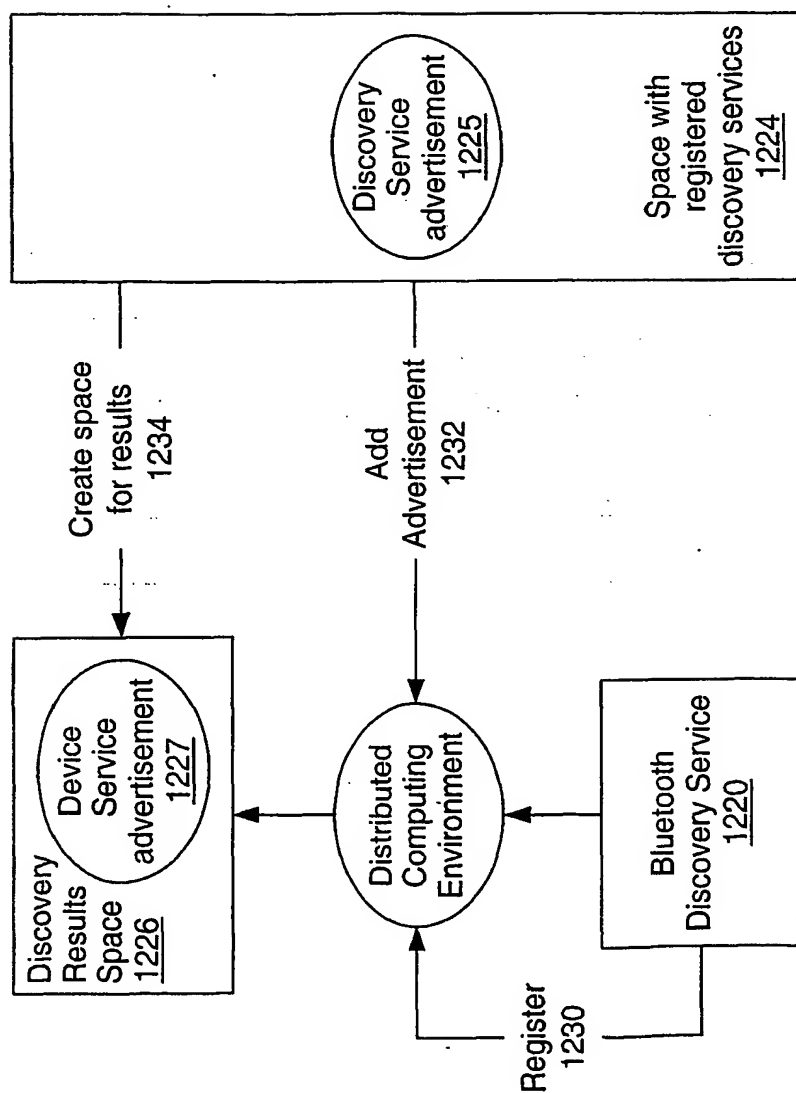 Discovery
Results
Space
1226
Device
Service
advertisement
1227
Create space
for results
1234
Discovery
Service
advertisement
1225
Space with
registered
discovery services
1224
Add
Advertisement
1232
Distributed
Computing
Environment
Register
1230
Bluetooth
Discovery Service
1220